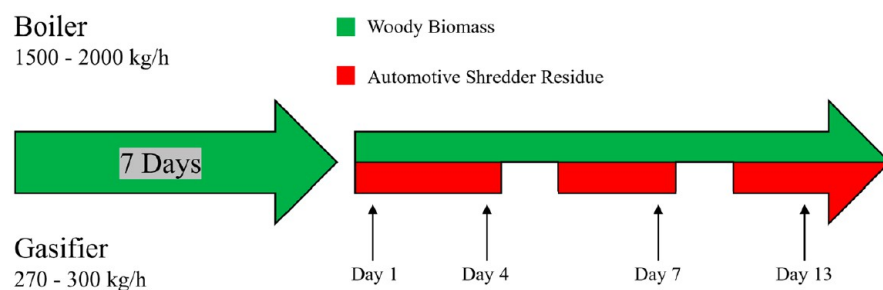 Boiler
1500 - 2000 kg/h
Woody Biomass
Automotive Shredder Residue
7 Days
Gasifier
270 - 300 kg/h
Day 1
Day 4
Day 7
Day 13